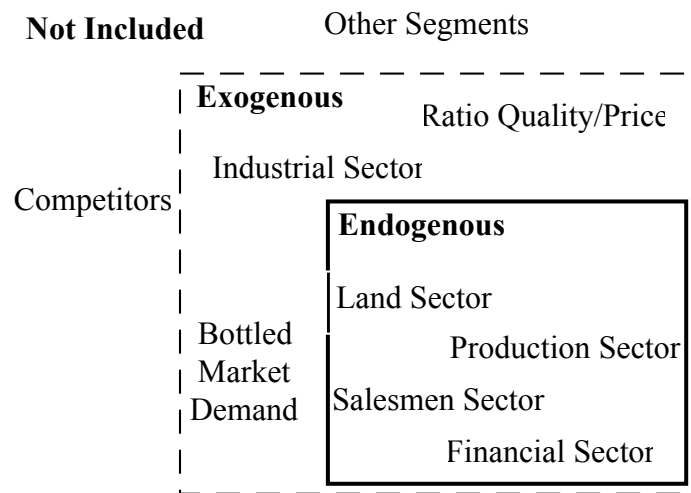 Not Included
Other Segments
Exogenous
Ratio Quality/Price
Industrial Sector
Competitors
Endogenous
Land Sector
Bottled
Market
Demand
Production Sector
Salesmen Sector
Financial Sector